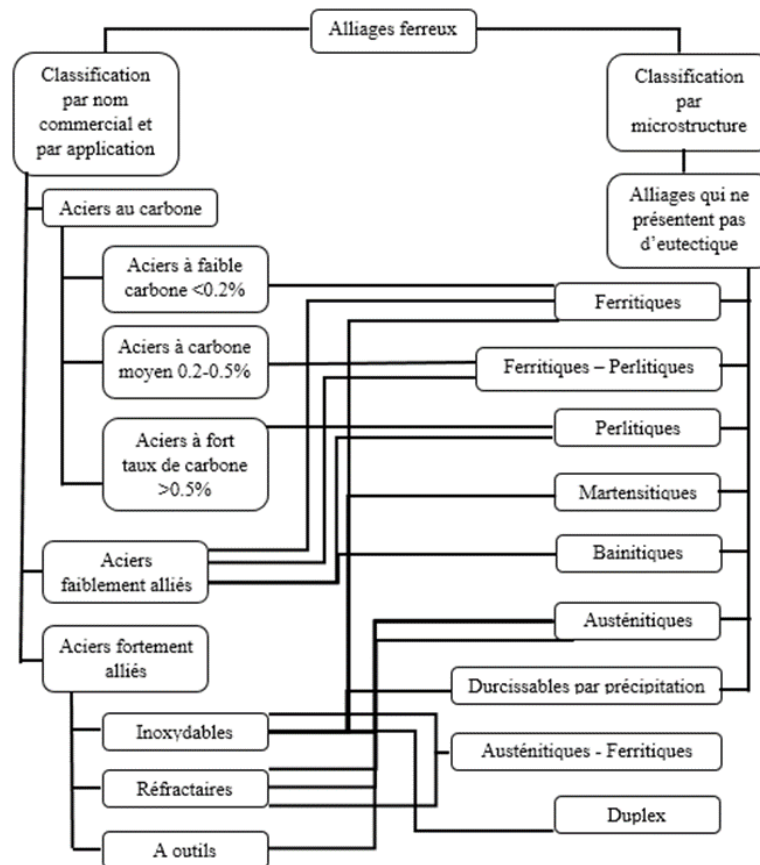 Alliages ferreux
Classification
par nom
commercial et
par application
Classification
par
microstructure
Alliages qui ne
présentent pas
d’eutectique
Aciers au carbone
Aciers à faible
carbone <0.2%
Aciers à carbone
moyen 0.2-0.5%
Aciers à fort
taux de carbone
>0.5%
Aciers
faiblement alliés
Aciers fortement
alliés
Inoxydables
Réfractaires
A outils
Ferritiques
Ferritiques – Perlitiques
Perlitiques
Martensitiques
Bainitiques
Austénitiques
Durcissables par précipitation
Austénitiques - Ferritiques
Duplex